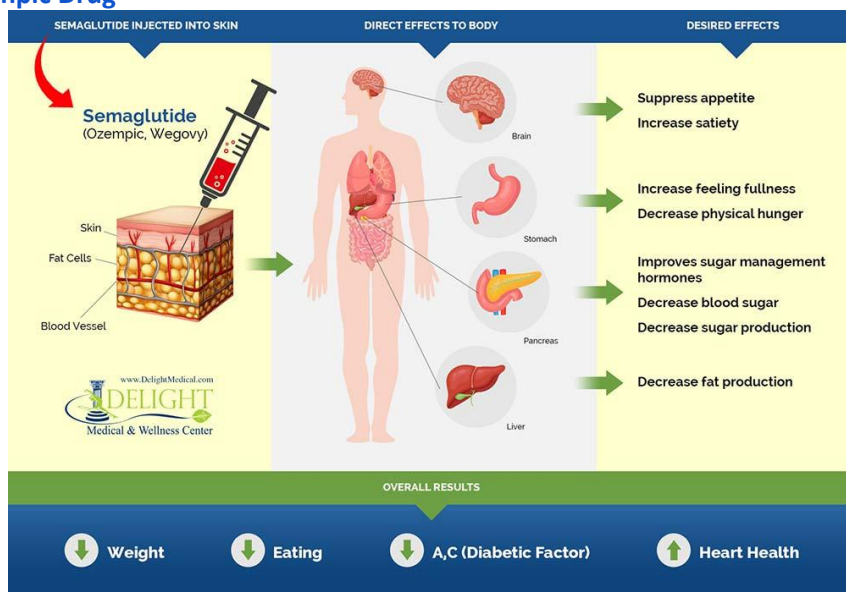 Drug
SEMAGLUTIDE INJECTED INTO SKIN
DIRECT EFFECTS TO BODY
DESIRED EFFECTS
Semaglutide
(Ozempic, Wegovy)
Skin
Fat Cells
Blood Vessel
www.DelightMedical.com
DELIGHT
Medical & Wellness Center
Brain
Stomach
Pancreas
Liver
Suppress appetite
Increase satiety
Increase feeling fullness
Decrease physical hunger
Improves sugar management
hormones
Decrease blood sugar
Decrease sugar production
Decrease fat production
OVERALL RESULTS
Weight
Eating
A,C (Diabetic Factor)
Heart Health